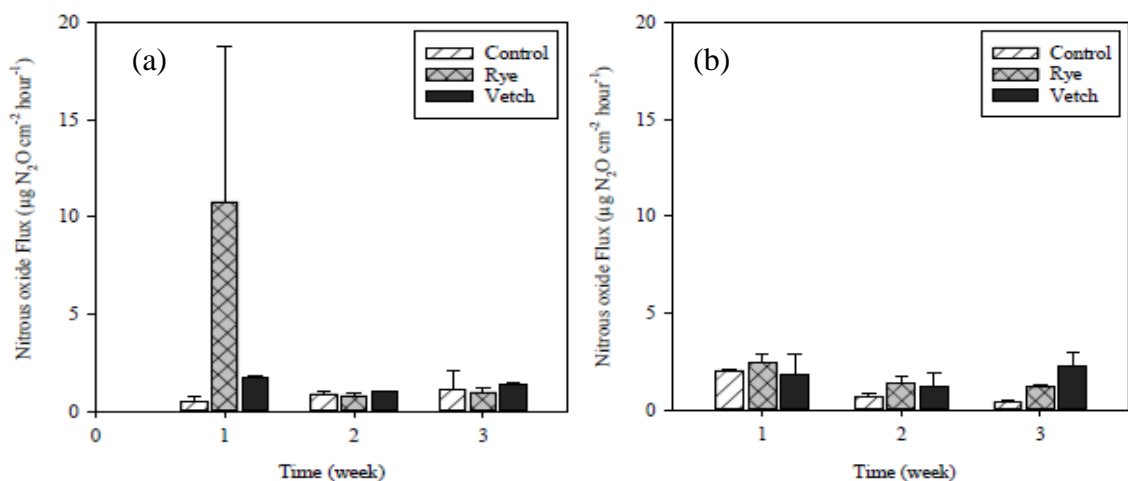 (a)
Control
Rye
Vetch
Nitrous oxide Flux (µg N₂O cm⁻² hour⁻¹)
20
15
10
5
0
0 1 2 3
Time (week)
(b)
Control
Rye
Vetch
Nitrous oxide Flux (µg N₂O cm⁻² hour⁻¹)
20
15
10
5
0
1 2 3
Time (week)